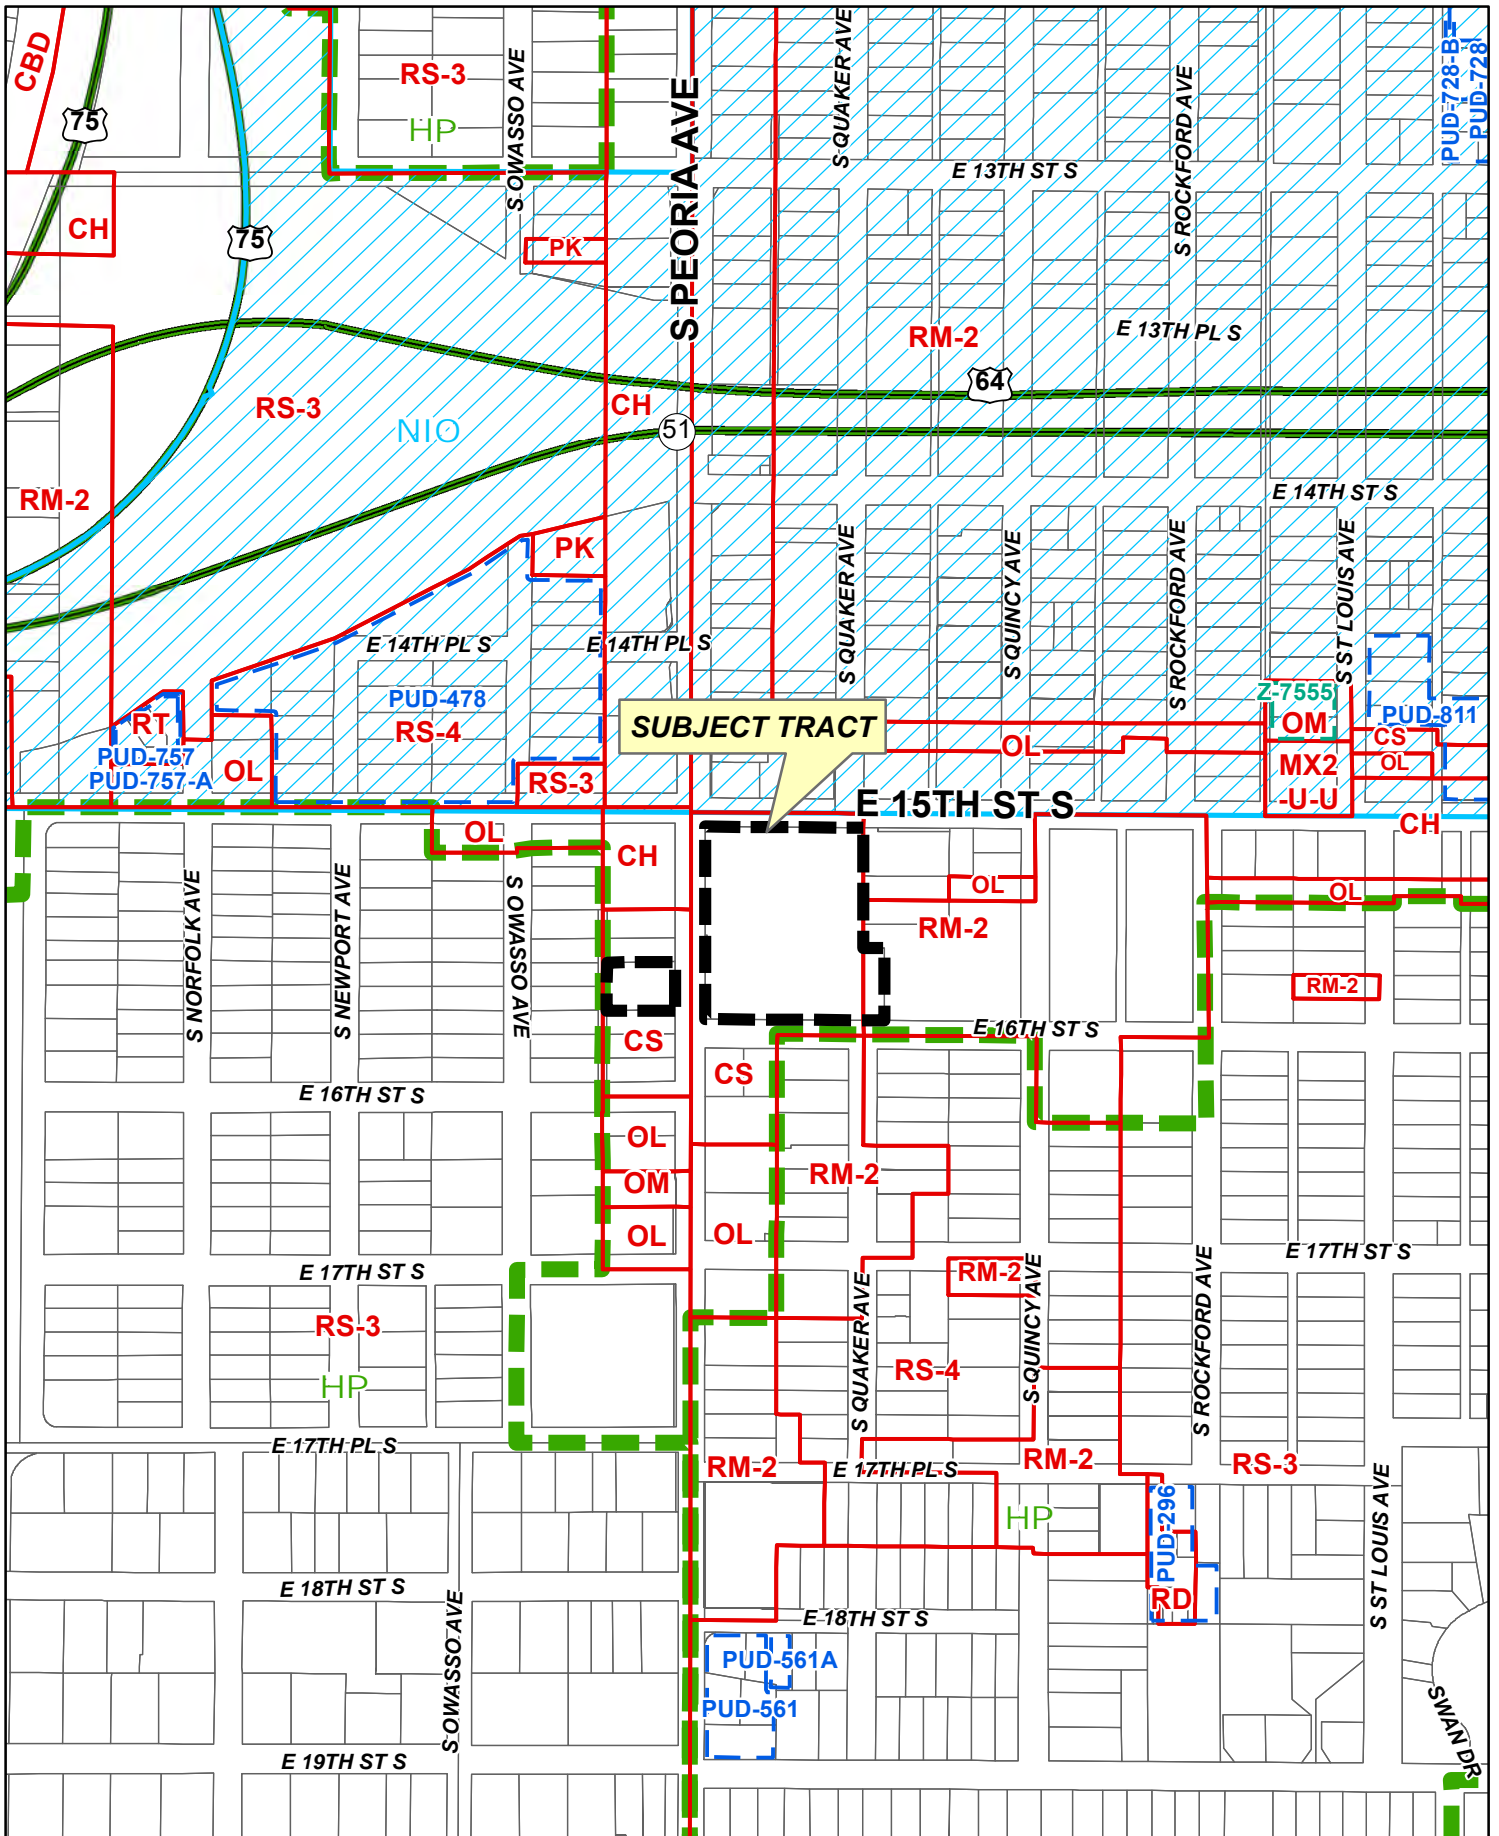 CBD
75
RS-3
HP
S OWASSO AVE
S PEORIA AVE
S QUAKER AVE
S ROCKFORD AVE
PUD-728-B
PUD-728
E 13TH ST S
CH
75
PK
RM-2
E 13TH PL S
64
RS-3
NIO
CH
51
RM-2
E 14TH ST S
PK
S QUAKER AVE
S QUINCY AVE
S ROCKFORD AVE
S ST LOUIS AVE
E 14TH PL S
E 14TH PL S
PUD-478
RS-4
Z-7555
OM
PUD-811
RT
PUD-757
PUD-757-A
OL
RS-3
SUBJECT TRACT
OL
CS
OL
MX2
-U-U
E 15TH ST S
CH
OL
CH
OL
RM-2
OL
RM-2
S NORFOLK AVE
S NEWPORT AVE
S OWASSO AVE
CS
E 16TH ST S
CS
E 16TH ST S
OL
OM
OL
RM-2
OL
E 17TH ST S
E 17TH ST S
RM-2
RS-3
HP
S QUAKER AVE
RS-4
S QUINCY AVE
S ROCKFORD AVE
E 17TH PL S
RM-2
E 17TH PL S
RM-2
RS-3
HP
PUD-296
RD
S ST LOUIS AVE
E 18TH ST S
E 18TH ST S
S OWASSO AVE
PUD-561A
PUD-561
SWAN DR
E 19TH ST S